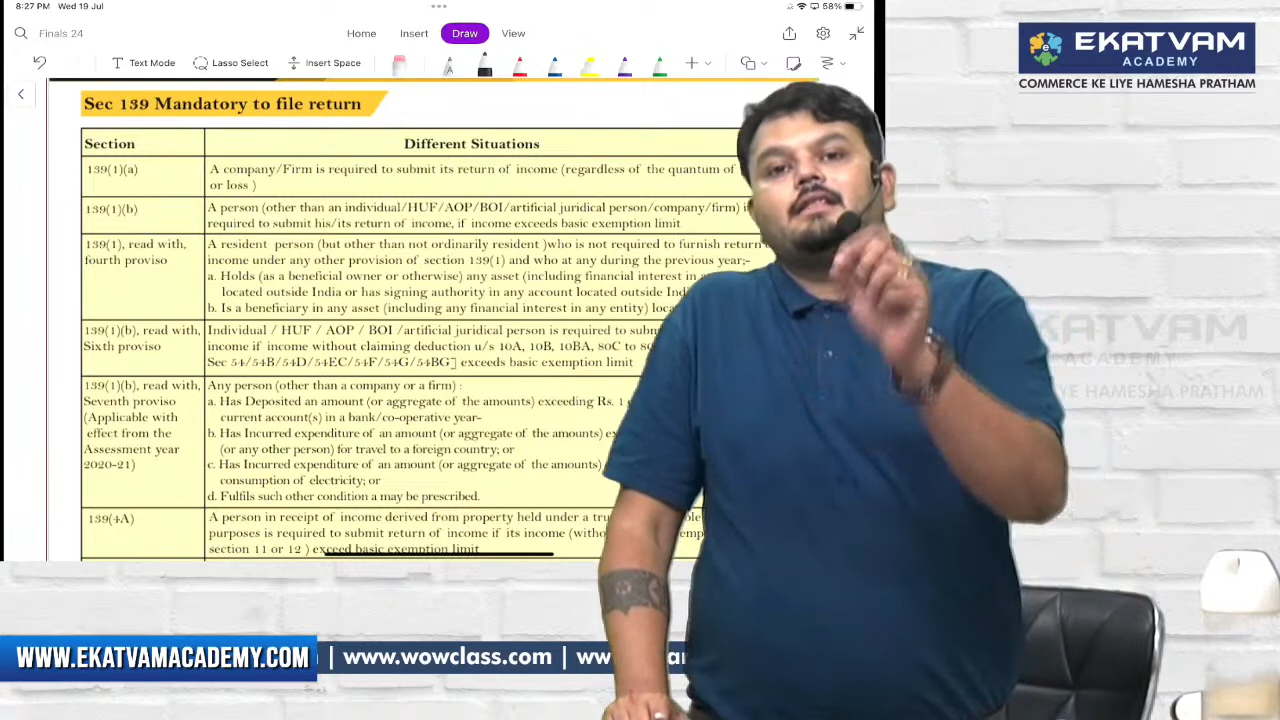 8:27 PM Wed 19 Jul
58%
Finals 24
Home Insert Draw View
Text Mode Lasso Select Insert Space
EKATVAM
ACADEMY
COMMERCE KE LIYE HAMESHA PRATHAM
Sec 139 Mandatory to file return
Section Different Situations
139(1)(a) A company/Firm is required to submit its return of income (regardless of the quantum of
or loss )
139(1)(b) A person (other than an individual/HUF/AOP/BOI/artificial juridical person/company/firm)
required to submit his/its return of income, if income exceeds basic exemption limit
139(1), read with,
fourth proviso
A resident person (but other than not ordinarily resident )who is not required to furnish return
income under any other provision of section 139(1) and who at any during the previous year;-
a. Holds (as a beneficial owner or otherwise) any asset (including financial interest in
located outside India or has signing authority in any account located outside
b. Is a beneficiary in any asset (including any financial interest in any entity)
139(1)(b), read with,
Sixth proviso
Individual / HUF / AOP / BOI /artificial juridical person is required to
income if income without claiming deduction u/s 10A, 10B, 10BA, 80C to
Sec 54/54B/54D/54EC/54F/54G/54BG] exceeds basic exemption limit
139(1)(b), read with,
Seventh proviso
(Applicable with
effect from the
Assessment year
2020-21)
Any person (other than a company or a firm) :
a. Has Deposited an amount (or aggregate of the amounts) exceeding Rs. 1
current account(s) in a bank/co-operative year-
b. Has Incurred expenditure of an amount (or aggregate of the amounts)
(or any other person) for travel to a foreign country; or
c. Has Incurred expenditure of an amount (or aggregate of the amounts)
consumption of electricity; or
d. Fulfils such other condition a may be prescribed.
139(4A) A person in receipt of income derived from property held under a
purposes is required to submit return of income if its income
section 11 or 12 ) exceed basic exemption limit
EKATVAM
ACADEMY
LIYE HAMESHA PRATHAM
WWW.EKATVAMACADEMY.COM | www.wowclass.com |